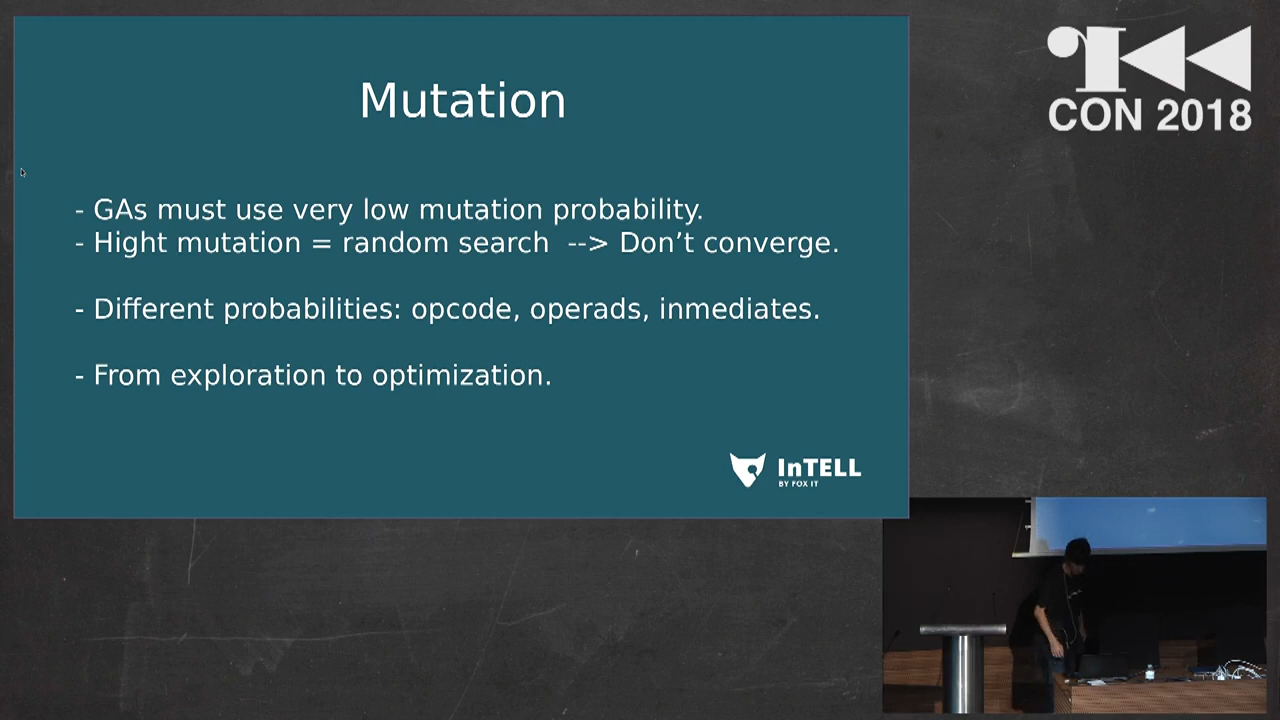 Mutation
- GAs must use very low mutation probability.
- Hight mutation = random search --> Don’t converge.
- Different probabilities: opcode, operads, inmediates.
- From exploration to optimization.
InTELL
BY FOX IT
CON 2018